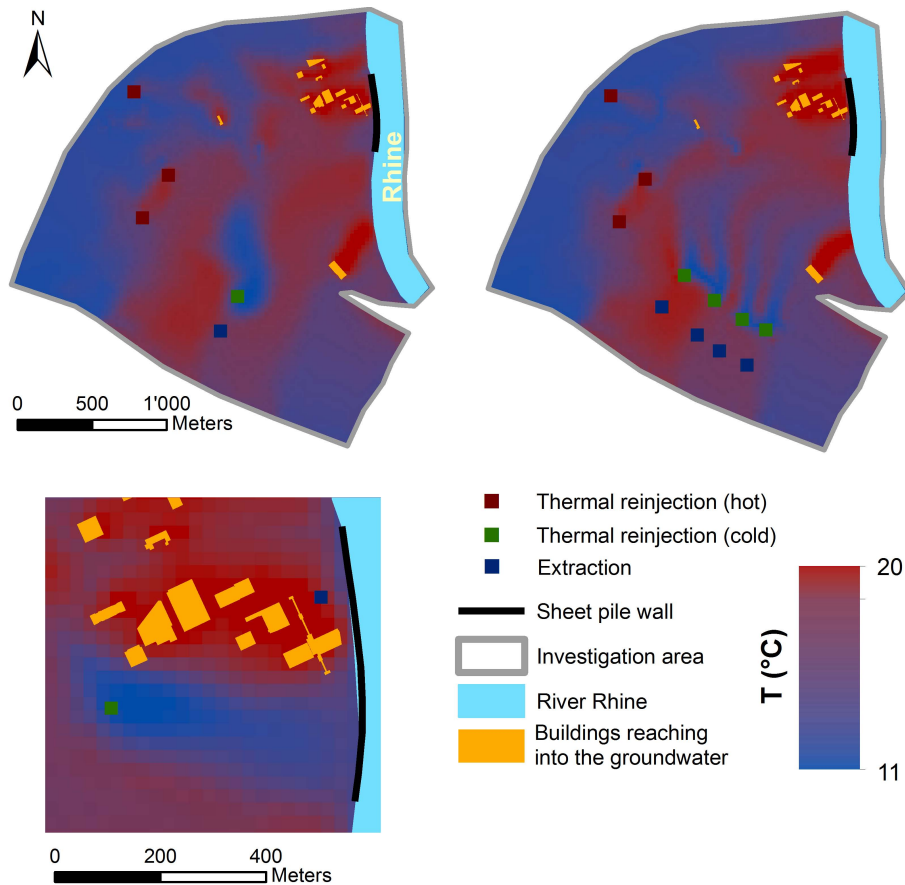 N
Rhine
0 500 1'000
Meters
Thermal reinjection (hot)
Thermal reinjection (cold)
Extraction
Sheet pile wall
Investigation area
River Rhine
Buildings reaching
into the groundwater
20
T (°C)
11
0 200 400
Meters